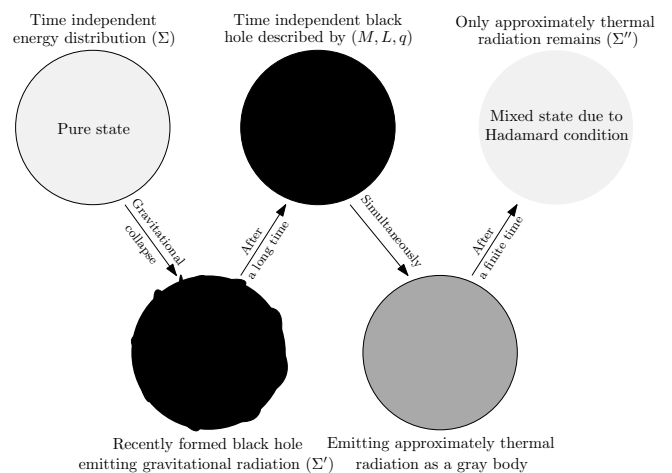 Time independent
energy distribution (Σ)
Time independent black
hole described by (M, L, q)
Only approximately thermal
radiation remains (Σ′′)
Pure state
Mixed state due to
Hadamard condition
Gravitational
collapse
After
a long time
Simultaneously
After
a finite time
Recently formed black hole
emitting gravitational radiation (Σ′)
Emitting approximately thermal
radiation as a gray body